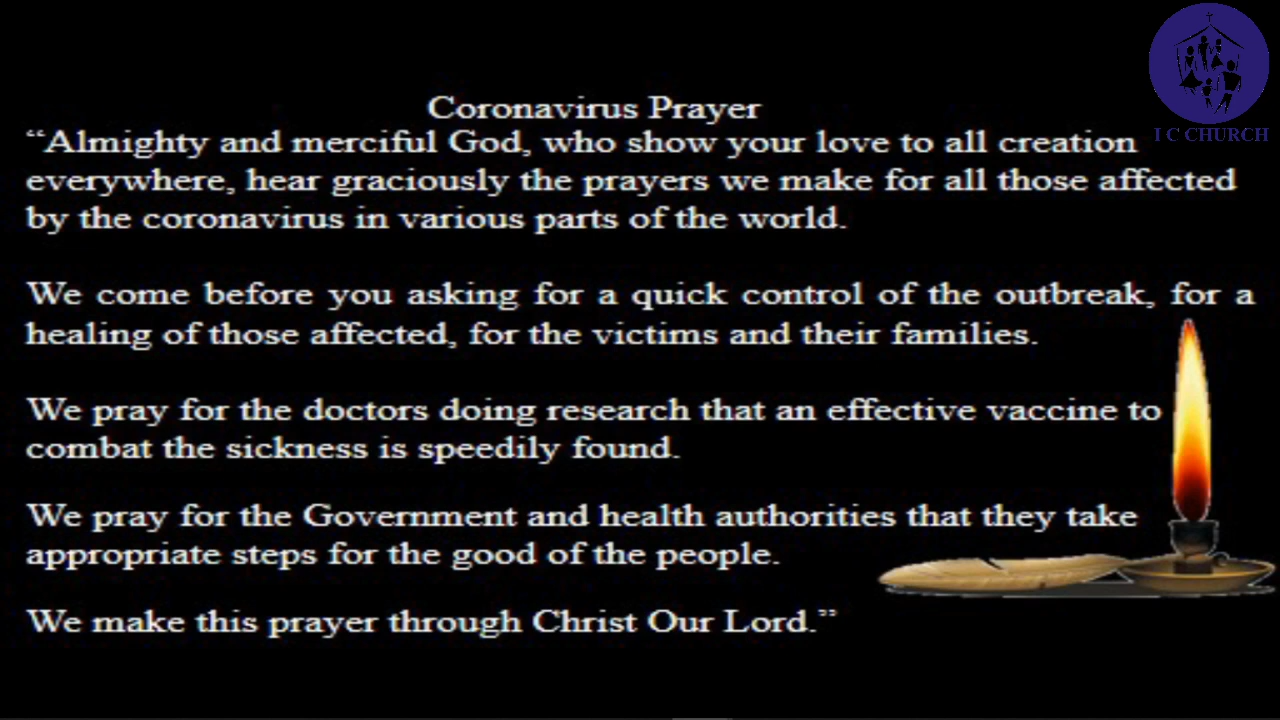 I C CHURCH
Coronavirus Prayer
“Almighty and merciful God, who show your love to all creation
everywhere, hear graciously the prayers we make for all those affected
by the coronavirus in various parts of the world.
We come before you asking for a quick control of the outbreak, for a
healing of those affected, for the victims and their families.
We pray for the doctors doing research that an effective vaccine to
combat the sickness is speedily found.
We pray for the Government and health authorities that they take
appropriate steps for the good of the people.
We make this prayer through Christ Our Lord.”